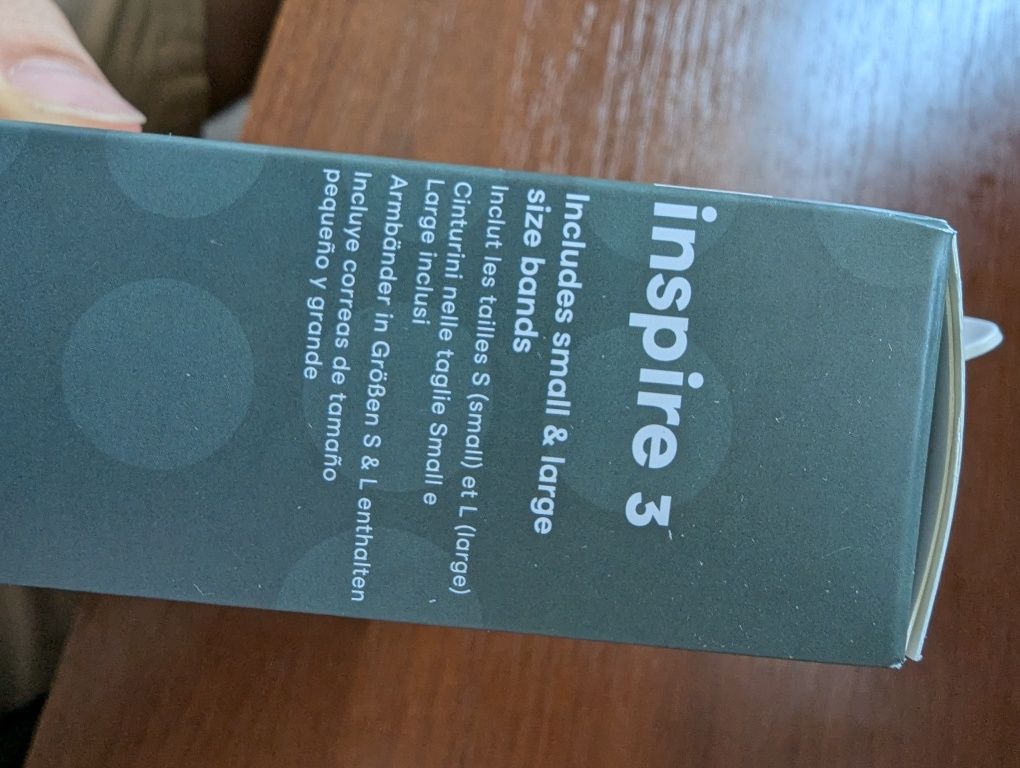 inspire 3
Includes small & large
size bands
Inclut les tailles S (small) et L (large)
Cinturini nelle taglie Small e
Large inclusi
Armbänder in Größen S & L enthalten
Incluye correas de tamaño
pequeño y grande